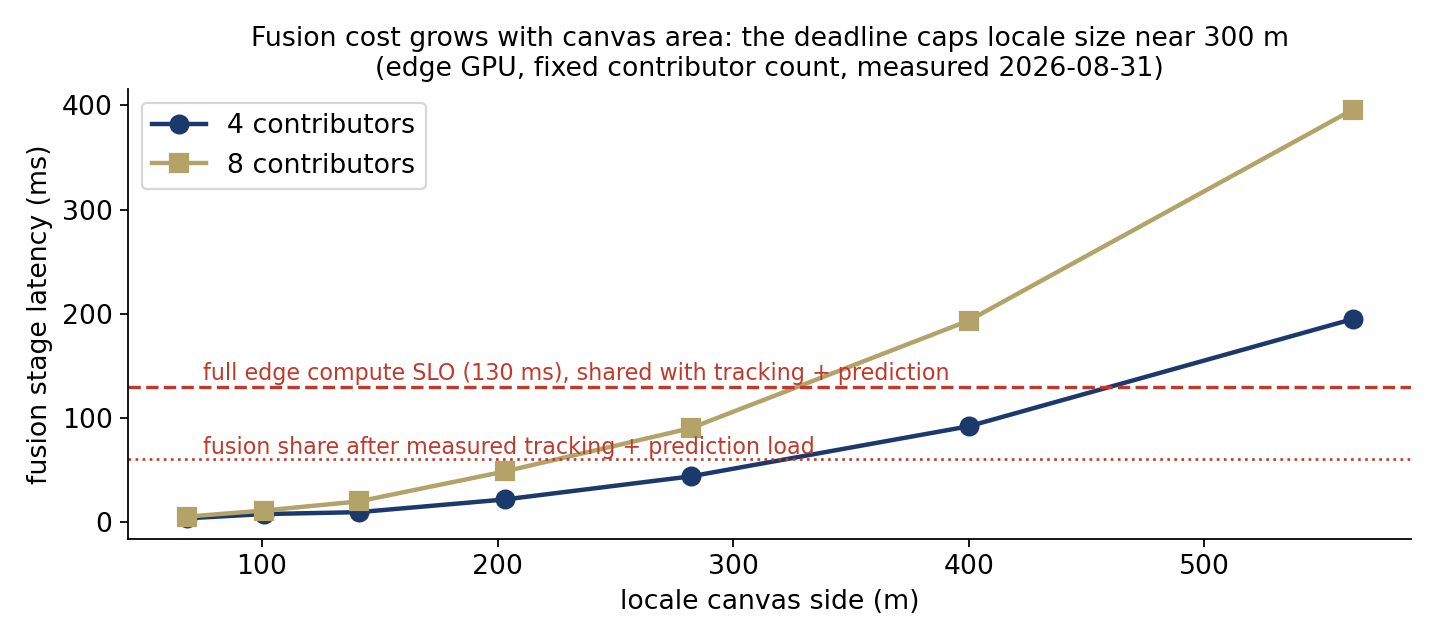 Fusion cost grows with canvas area: the deadline caps locale size near 300 m
(edge GPU, fixed contributor count, measured 2026-08-31)
400
300
200
100
0
fusion stage latency (ms)
4 contributors
8 contributors
full edge compute SLO (130 ms), shared with tracking + prediction
fusion share after measured tracking + prediction load
100
200
300
400
500
locale canvas side (m)